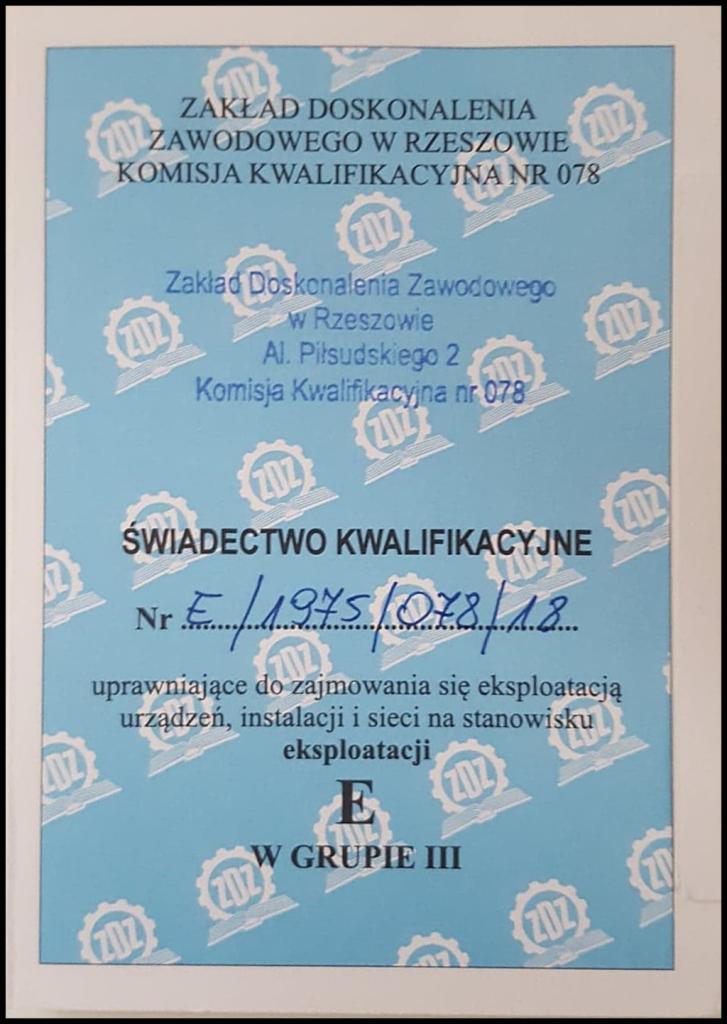 ZAKŁAD DOSKONALENIA
ZAWODOWEGO W RZESZOWIE
KOMISJA KWALIFIKACYJNA NR 078
Zakład Doskonalenia Zawodowego
w Rzeszowie
Al. Piłsudskiego 2
Komisja Kwalifikacyjna nr 078
ŚWIADECTWO KWALIFIKACYJNE
Nr E/1975/078/18
uprawniające do zajmowania się eksploatacją
urządzeń, instalacji i sieci na stanowisku
eksploatacji
E
W GRUPIE III